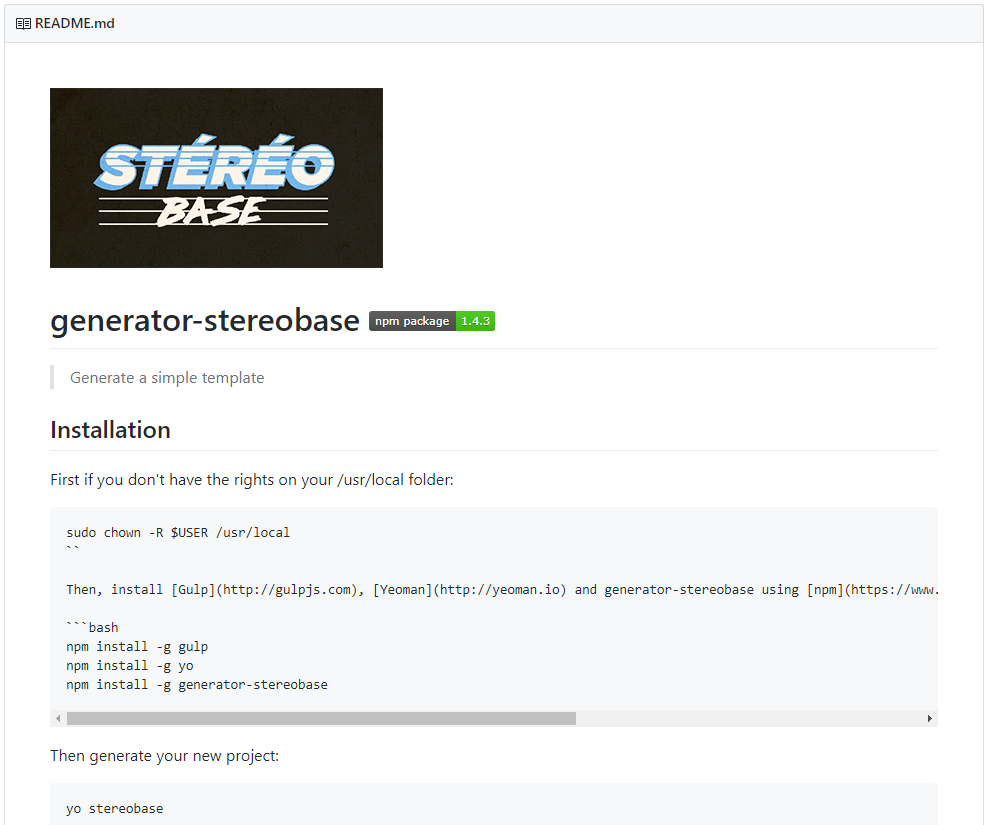 README.md
STÉRÉO
BASE
generator-stereobase npm package 1.4.3
Generate a simple template
Installation
First if you don't have the rights on your /usr/local folder:
sudo chown -R $USER /usr/local
``
Then, install [Gulp](http://gulpjs.com), [Yeoman](http://yeoman.io) and generator-stereobase using [npm](https://www.
```bash
npm install -g gulp
npm install -g yo
npm install -g generator-stereobase
Then generate your new project:
yo stereobase